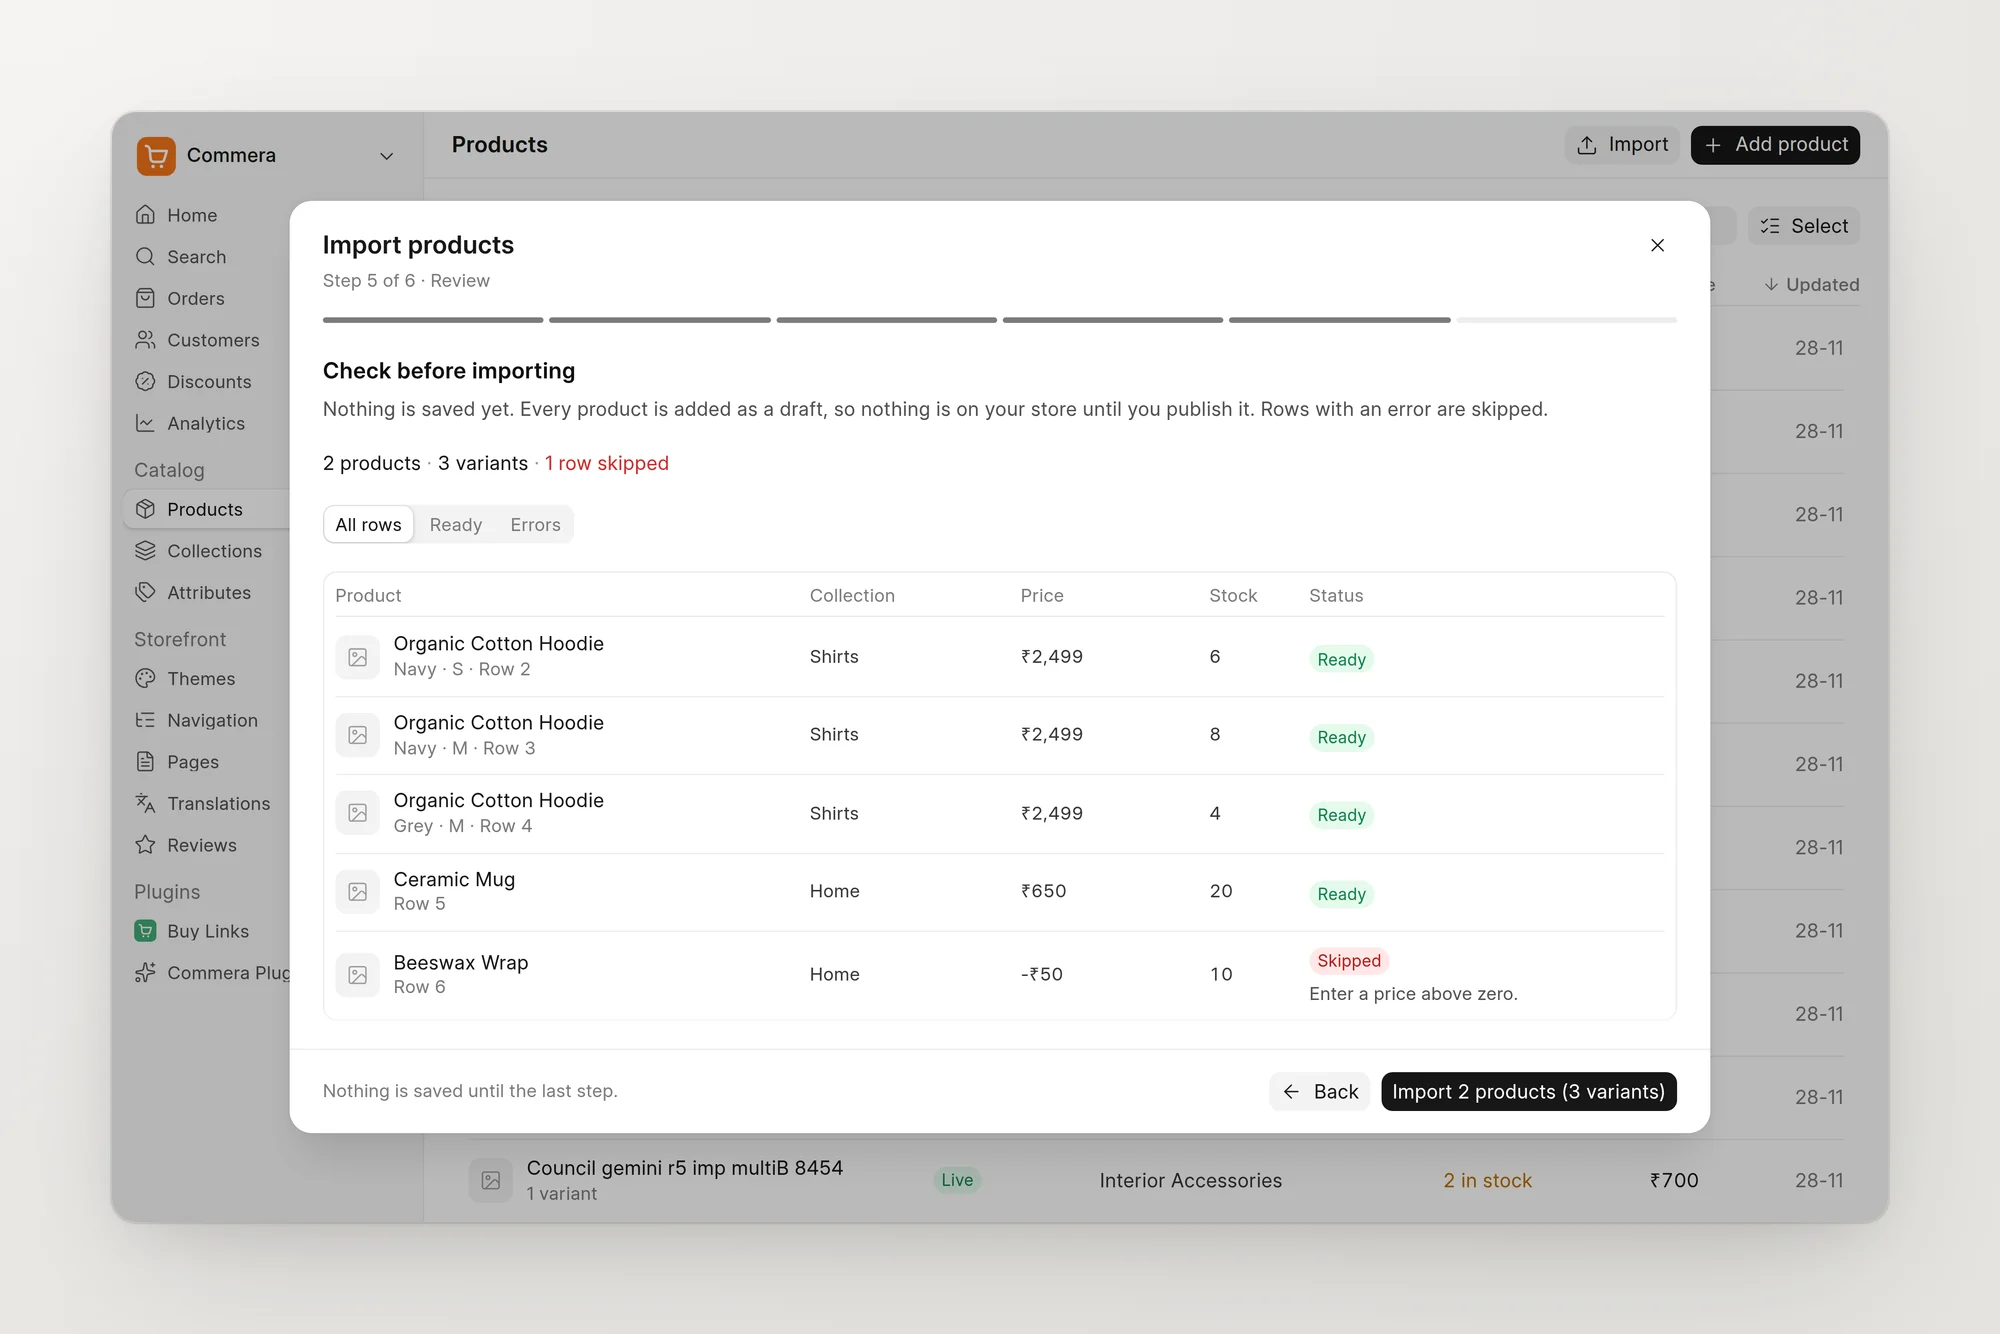 Commera
Products
Import
Add product
Home
Search
Orders
Customers
Discounts
Analytics
Catalog
Products
Collections
Attributes
Storefront
Themes
Navigation
Pages
Translations
Reviews
Plugins
Buy Links
Commera Plug
Select
Updated
28-11
28-11
28-11
28-11
28-11
28-11
28-11
28-11
28-11
28-11
Import products
Step 5 of 6 · Review
Check before importing
Nothing is saved yet. Every product is added as a draft, so nothing is on your store until you publish it. Rows with an error are skipped.
2 products · 3 variants · 1 row skipped
All rows Ready Errors
Product Collection Price Stock Status
Organic Cotton Hoodie
Navy · S · Row 2
Shirts ₹2,499 6 Ready
Organic Cotton Hoodie
Navy · M · Row 3
Shirts ₹2,499 8 Ready
Organic Cotton Hoodie
Grey · M · Row 4
Shirts ₹2,499 4 Ready
Ceramic Mug
Row 5
Home ₹650 20 Ready
Beeswax Wrap
Row 6
Home -₹50 10 Skipped
Enter a price above zero.
Nothing is saved until the last step.
Back
Import 2 products (3 variants)
Council gemini r5 imp multiB 8454
1 variant
Live Interior Accessories 2 in stock ₹700 28-11